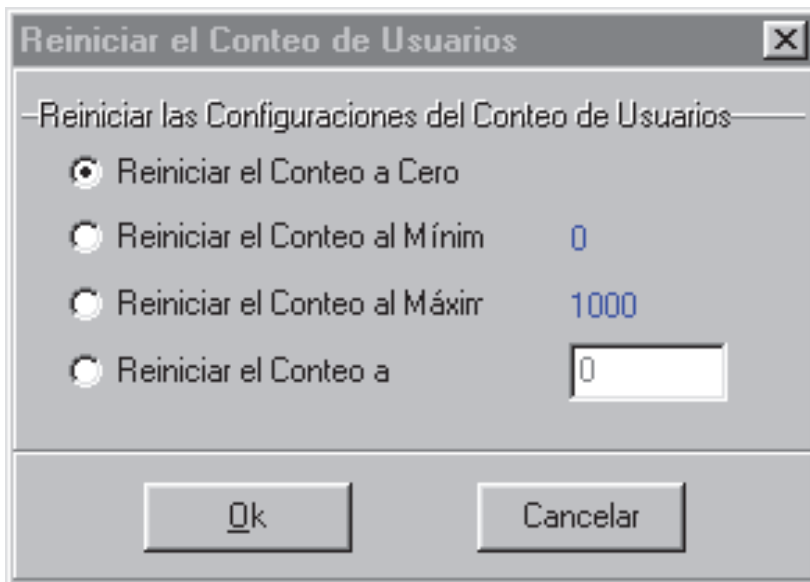 Reiniciar el Conteo de Usuarios
Reiniciar las Configuraciones del Conteo de Usuarios
Reiniciar el Conteo a Cero
Reiniciar el Conteo al Mínim 0
Reiniciar el Conteo al Máxim 1000
Reiniciar el Conteo a 0
Ok Cancelar